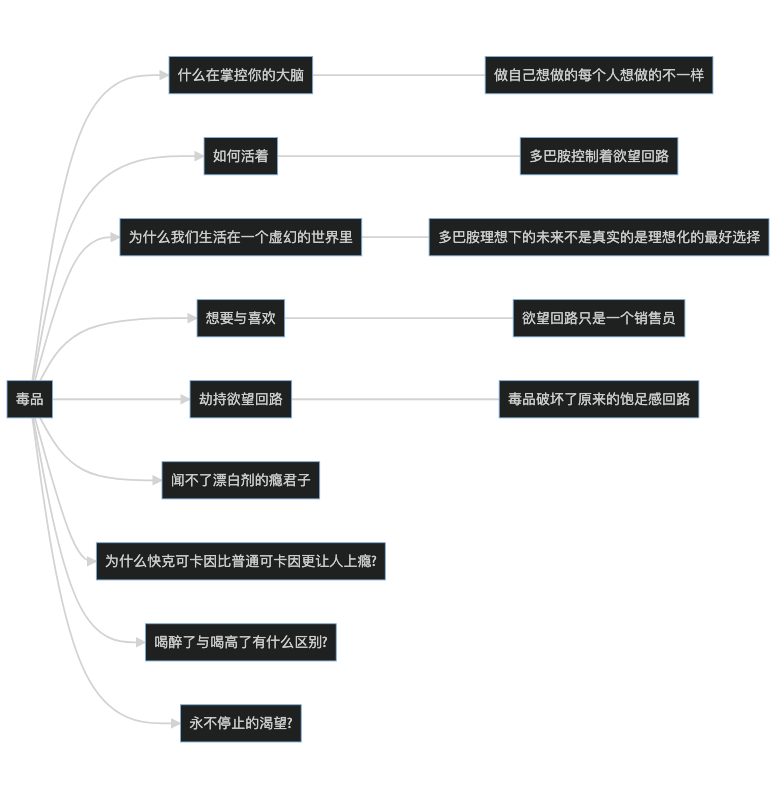 什么在掌控你的大脑
做自己想做的每个人想做的不一样
如何活着
多巴胺控制着欲望回路
为什么我们生活在一个虚幻的世界里
多巴胺理想下的未来不是真实的是理想化的最好选择
想要与喜欢
欲望回路只是一个销售员
毒品
劫持欲望回路
毒品破坏了原来的饱足感回路
闻不了漂白剂的瘾君子
为什么快克可卡因比普通可卡因更让人上瘾?
喝醉了与喝高了有什么区别?
永不停止的渴望?